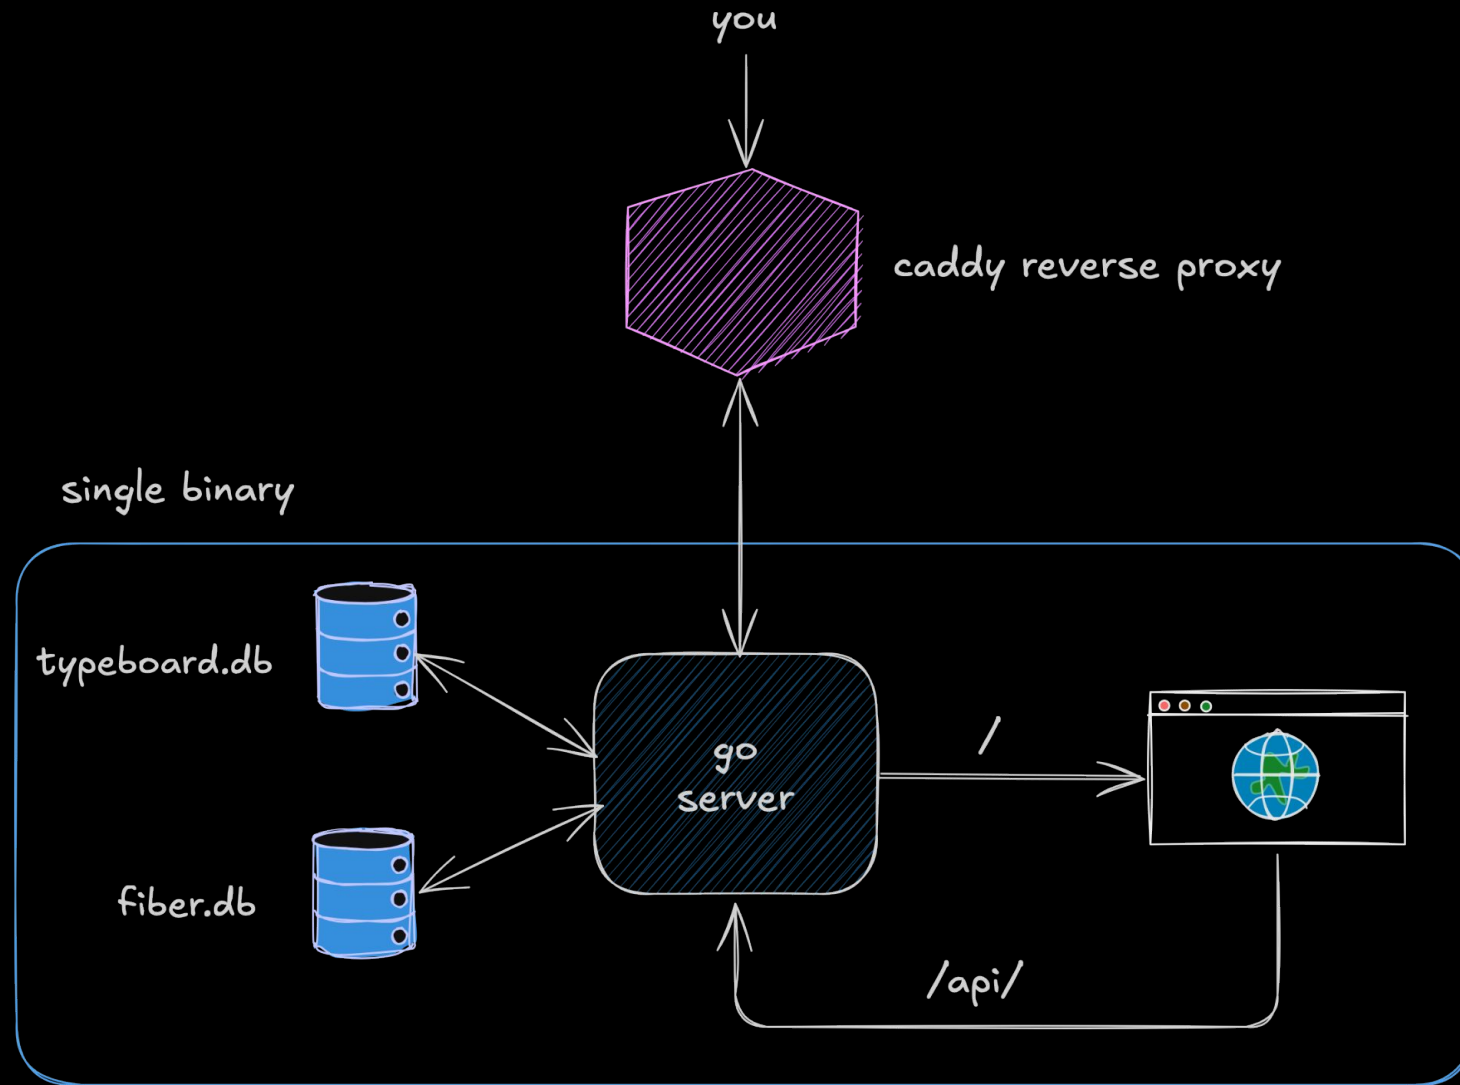 you
caddy reverse proxy
single binary
typeboard.db
go
server
/
fiber.db
/api/